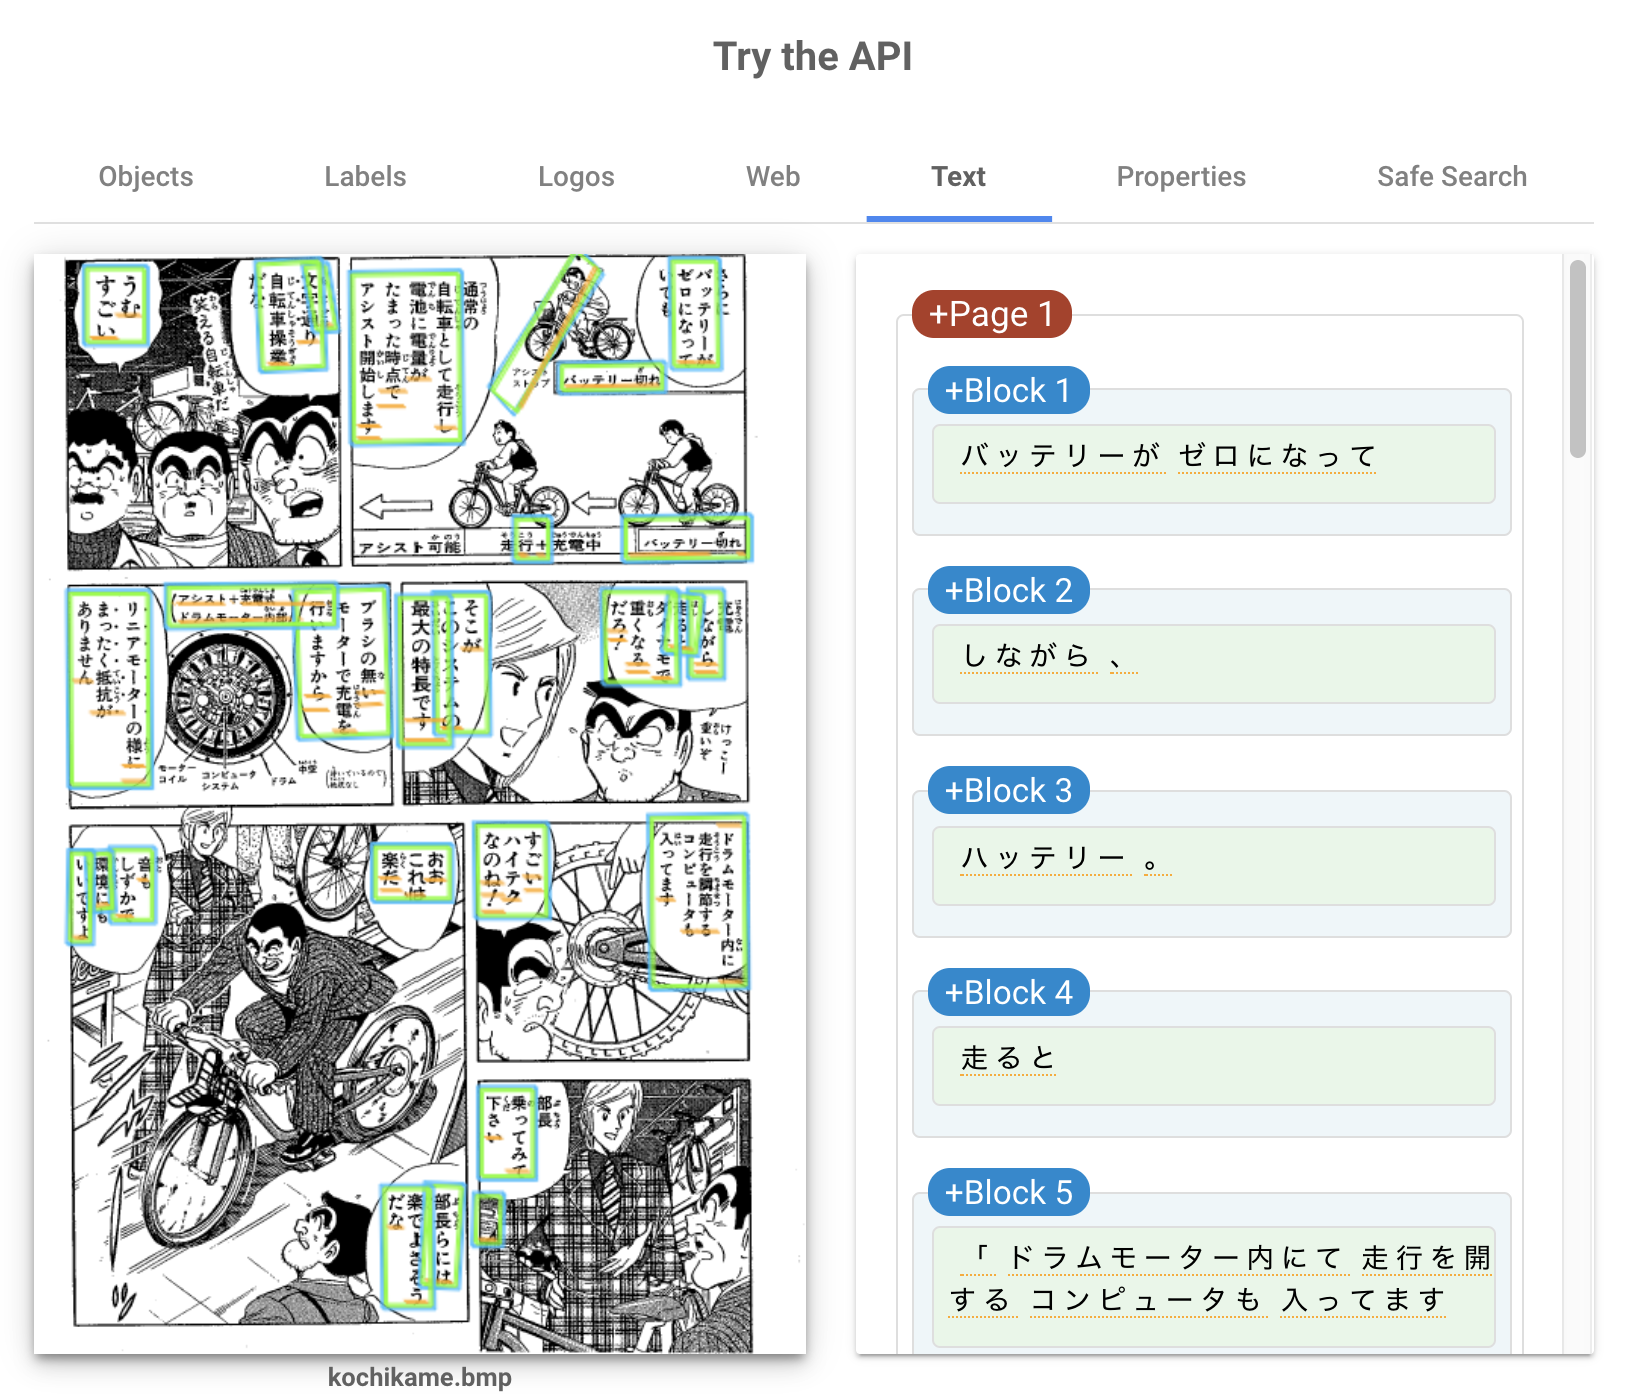 Try the API
Objects
Labels
Logos
Web
Text
Properties
Safe Search
さらに
バッテリーが
ゼロになって
いても
アシスト
ストップ
バッテリー切れ
バッテリー切れ
走行+充電中
アシスト可能
通常の
自転車として走行し
電池に電量が
たまった時点で
アシスト開始します
文字通り
自転車操業
だな
笑える自転車だ
うむ
すごい
充電
しながら
走ると
ダイナモで
重くなる
だろ!
けっこー
重いぞ
そこが
このシステムの
最大の特長です
ブラシの無い
モーターで充電を
行いますから
アシスト+充電式
ドラムモーター内部
モーター
コイル
コンピュータ
システム
ドラム
中空
リニアモーターの様に
まったく抵抗が
ありません
ドラムモーター内に
走行を調節する
コンピュータも
入ってます
すごい
ハイテク
なのね!
おお
これは
楽だ
音も
しずかで
環境にも
いいですよ
部長
乗ってみて
下さい
部長らには
楽でよさそう
だな
kochikame.bmp
+Page 1
+Block 1
バッテリーが ゼロになって
+Block 2
しながら 、
+Block 3
ハッテリー 。
+Block 4
走ると
+Block 5
「 ドラムモーター内にて 走行を開
する コンピュータも 入ってます